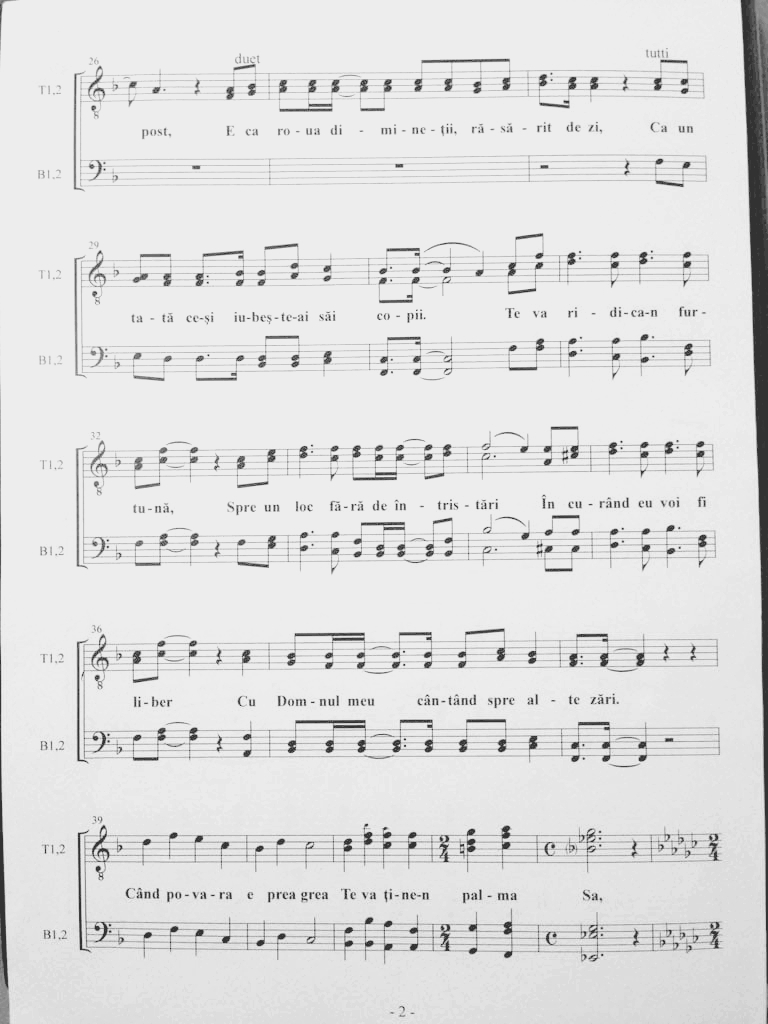 26 duet tutti
T1,2
post, E ca ro - ua di - mi - ne - ții, ră - să - rit de zi, Ca un
B1,2
29
T1,2
ta - tă ce-și iu-beș-te-ai săi co - pii. Te va ri - di-ca-n fur-
B1,2
32
T1,2
tu-nă, Spre un loc fă-ră de în - tris - tări În cu-rând eu voi fi
B1,2
36
T1,2
li-ber Cu Dom-nul meu cân-tând spre al - te zări.
B1,2
39
T1,2
Când po-va-ra e prea grea Te va ți-ne-n pal-ma Sa,
B1,2
- 2 -